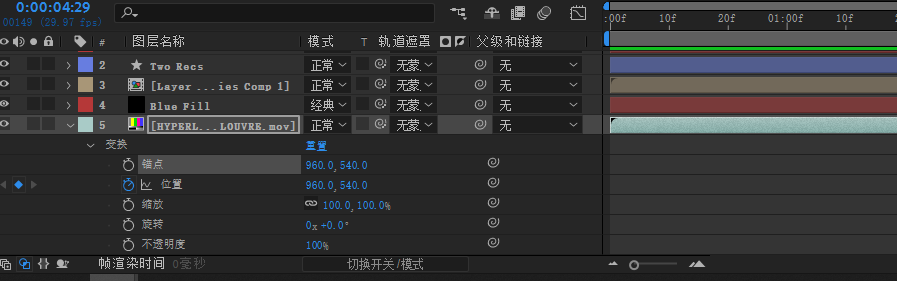 0:00:04:29
00149 (29.97 fps)
:00f 10f 20f 01:00f 10f 20
# 图层名称 模式 T 轨道遮罩 父级和链接
2 Two Recs 正常 无蒙 无
3 [Layer ...ies Comp 1] 正常 无蒙 无
4 Blue Fill 经典 无蒙 无
5 [HYPERL...LOUVRE.mov] 正常 无蒙 无
变换 重置
锚点 960.0, 540.0
位置 960.0, 540.0
缩放 100.0, 100.0%
旋转 0x +0.0°
不透明度 100%
帧渲染时间 0毫秒 切换开关/模式